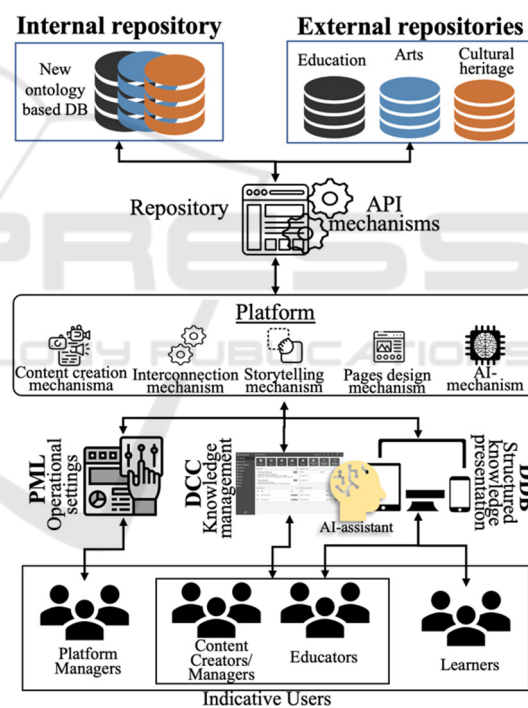 Internal repository
External repositories
New
ontology
based DB
Education
Arts
Cultural
heritage
Repository
API
mechanisms
Platform
Content creation
mechanisma
Interconnection
mechanism
Storytelling
mechanism
Pages design
mechanism
AI-
mechanism
PML
Operational
settings
DCC
Knowledge
management
AI-assistant
Structured
knowledge
presentation
Platform
Managers
Content
Creators/
Managers
Educators
Learners
Indicative Users